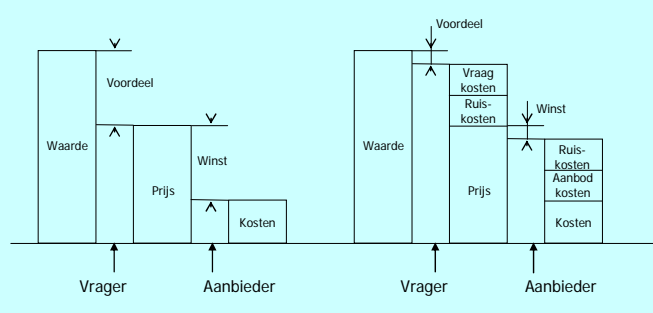 Voordeel
Waarde
Prijs
Winst
Kosten
Vrager
Aanbieder
Voordeel
Waarde
Vraag
kosten
Ruis-
kosten
Prijs
Winst
Ruis-
kosten
Aanbod
kosten
Kosten
Vrager
Aanbieder